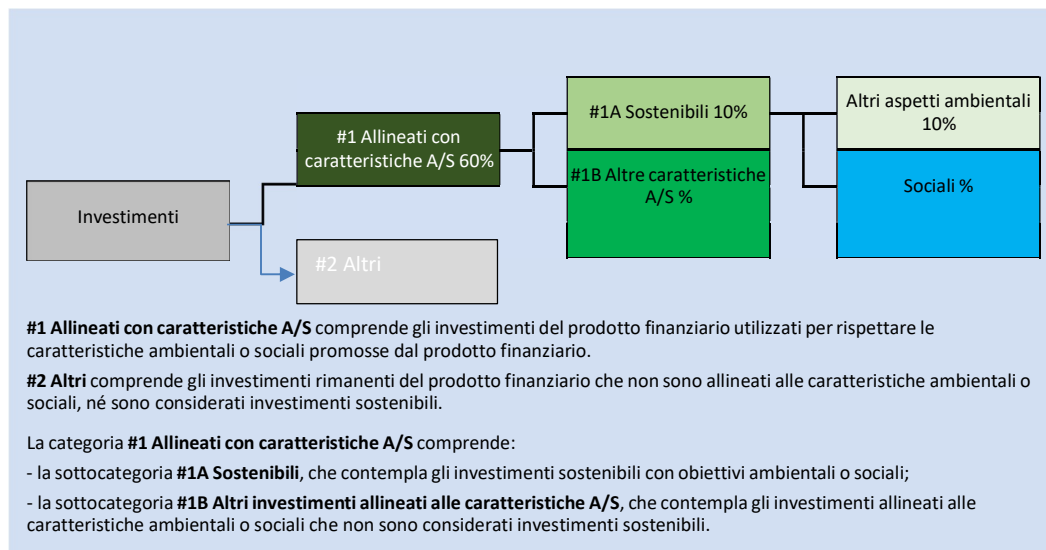 #1 Allineati con
caratteristiche A/S 60%
#1A Sostenibili 10%
Altri aspetti ambientali
10%
#1B Altre caratteristiche
A/S %
Sociali %
Investimenti
#2 Altri
#1 Allineati con caratteristiche A/S comprende gli investimenti del prodotto finanziario utilizzati per rispettare le
caratteristiche ambientali o sociali promosse dal prodotto finanziario.
#2 Altri comprende gli investimenti rimanenti del prodotto finanziario che non sono allineati alle caratteristiche ambientali o
sociali, né sono considerati investimenti sostenibili.
La categoria #1 Allineati con caratteristiche A/S comprende:
- la sottocategoria #1A Sostenibili, che contempla gli investimenti sostenibili con obiettivi ambientali o sociali;
- la sottocategoria #1B Altri investimenti allineati alle caratteristiche A/S, che contempla gli investimenti allineati alle
caratteristiche ambientali o sociali che non sono considerati investimenti sostenibili.